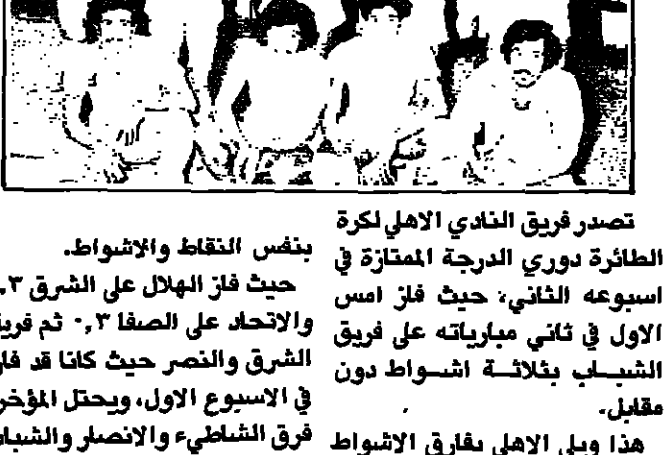 تصدر فريق النادي الاهلي لكرة
الطائرة دوري الدرجة الممتازة في
اسبوعه الثاني، حيث فاز امس
الاول في ثاني مبارياته على فريق
الشباب بثلاثة اشواط دون
مقابل.
هذا ويلي الاهلي بفارق الاشواط
بنفس النقاط والاشواط.
حيث فاز الهلال على الشرق ٣,
والاتحاد على الصفا ٣,٠ ثم فريق
الشرق والنصر حيث كانا قد فاز
في الاسبوع الاول، ويحتل المؤخر
فرق الشاطيء والانصار والشباب